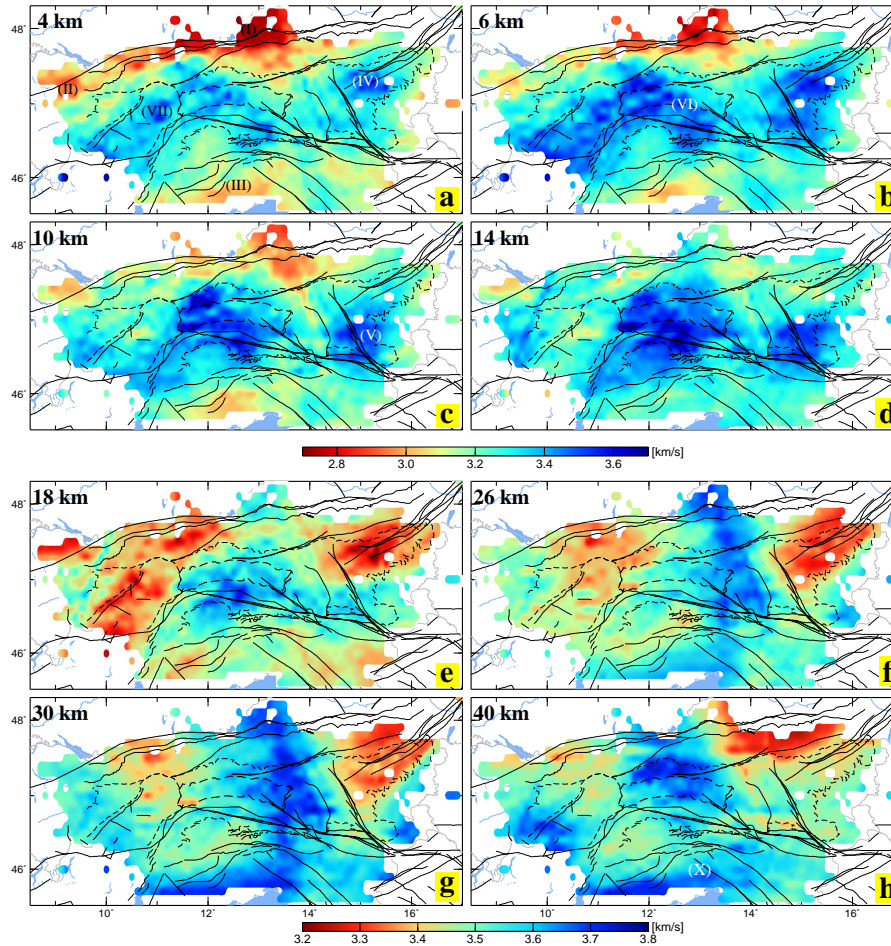 4 km
6 km
48°
46°
(I)
(II)
(III)
(IV)
(VII)
(VI)
a
b
10 km
14 km
48°
46°
(V)
c
d
2.8 3.0 3.2 3.4 3.6 [km/s]
18 km
26 km
48°
46°
e
f
30 km
40 km
48°
46°
(X)
g
h
10° 12° 14° 16° 10° 12° 14° 16°
3.2 3.3 3.4 3.5 3.6 3.7 3.8 [km/s]